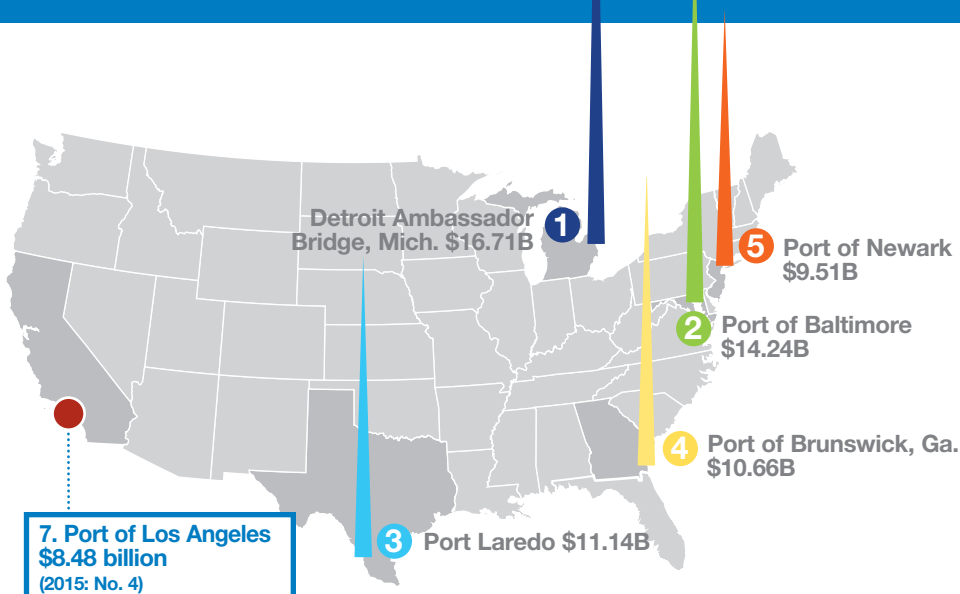 Detroit Ambassador
Bridge, Mich. $16.71B
1
5
Port of Newark
$9.51B
2
Port of Baltimore
$14.24B
4
Port of Brunswick, Ga.
$10.66B
3
Port Laredo $11.14B
7. Port of Los Angeles
$8.48 billion
(2015: No. 4)